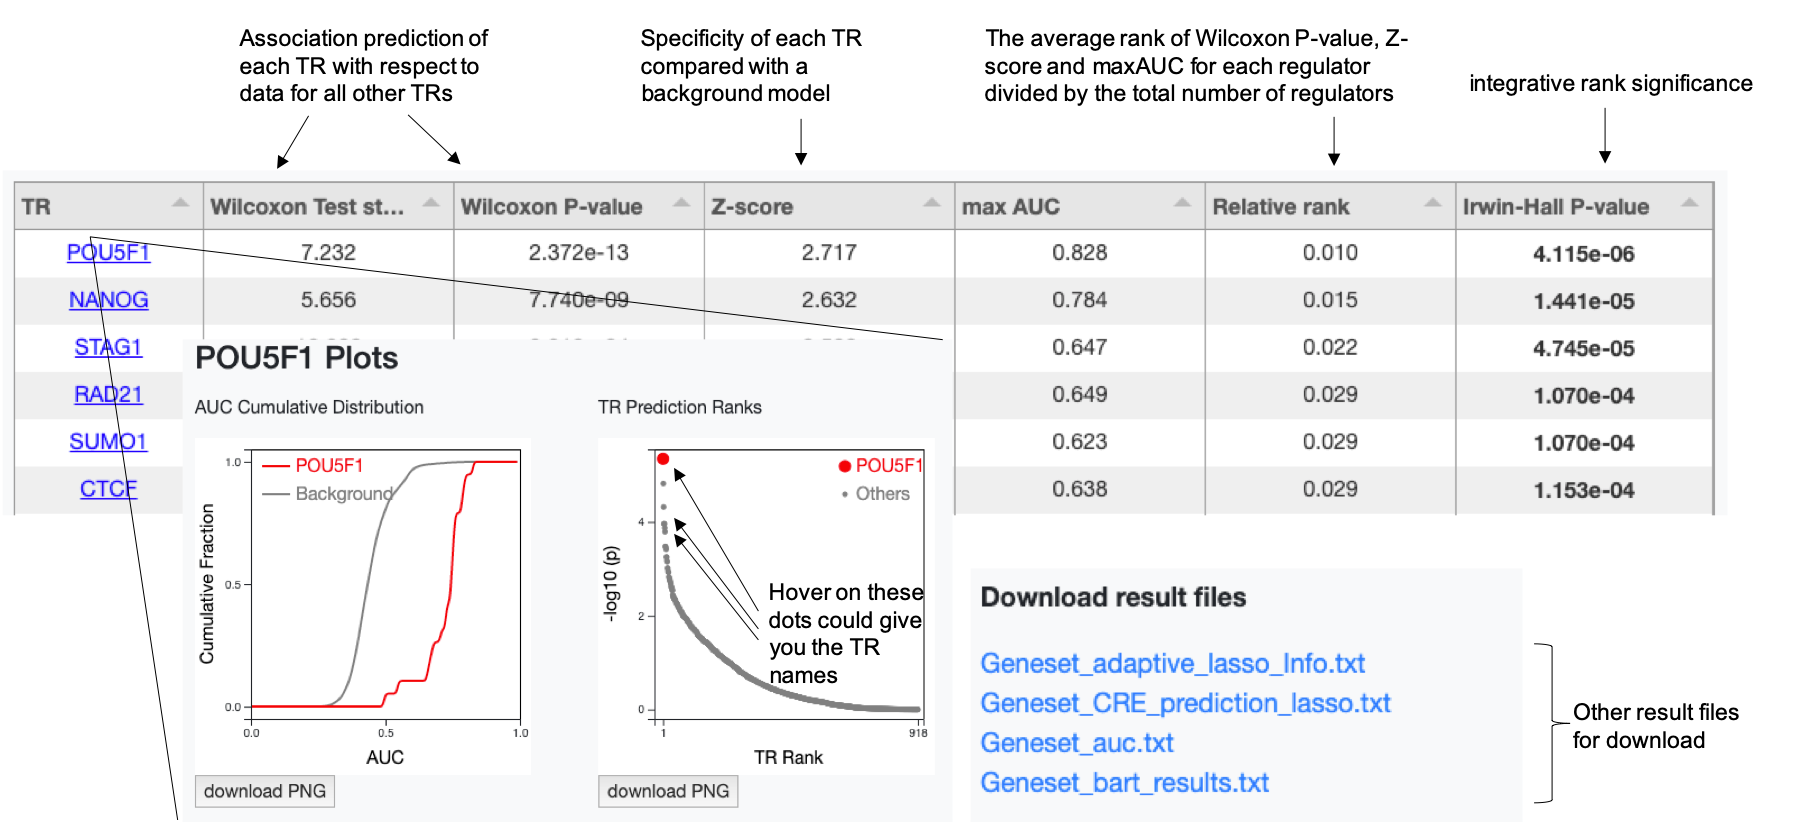 Association prediction of
each TR with respect to
data for all other TRs
Specificity of each TR
compared with a
background model
The average rank of Wilcoxon P-value, Z-
score and maxAUC for each regulator
divided by the total number of regulators
integrative rank significance
TR Wilcoxon Test st... Wilcoxon P-value Z-score max AUC Relative rank Irwin-Hall P-value
POU5F1 7.232 2.372e-13 2.717 0.828 0.010 4.115e-06
NANOG 5.656 7.740e-09 2.632 0.784 0.015 1.441e-05
STAG1 0.647 0.022 4.745e-05
RAD21 0.649 0.029 1.070e-04
SUMO1 0.623 0.029 1.070e-04
CTCF 0.638 0.029 1.153e-04
POU5F1 Plots
AUC Cumulative Distribution
1.0
0.5
0.0
Cumulative Fraction
POU5F1
Background
0.0 0.5 1.0
AUC
download PNG
TR Prediction Ranks
4
2
0
-log10 (p)
POU5F1
Others
Hover on these
dots could give
you the TR
names
1 918
TR Rank
download PNG
Download result files
Geneset_adaptive_lasso_Info.txt
Geneset_CRE_prediction_lasso.txt
Geneset_auc.txt
Geneset_bart_results.txt
Other result files
for download